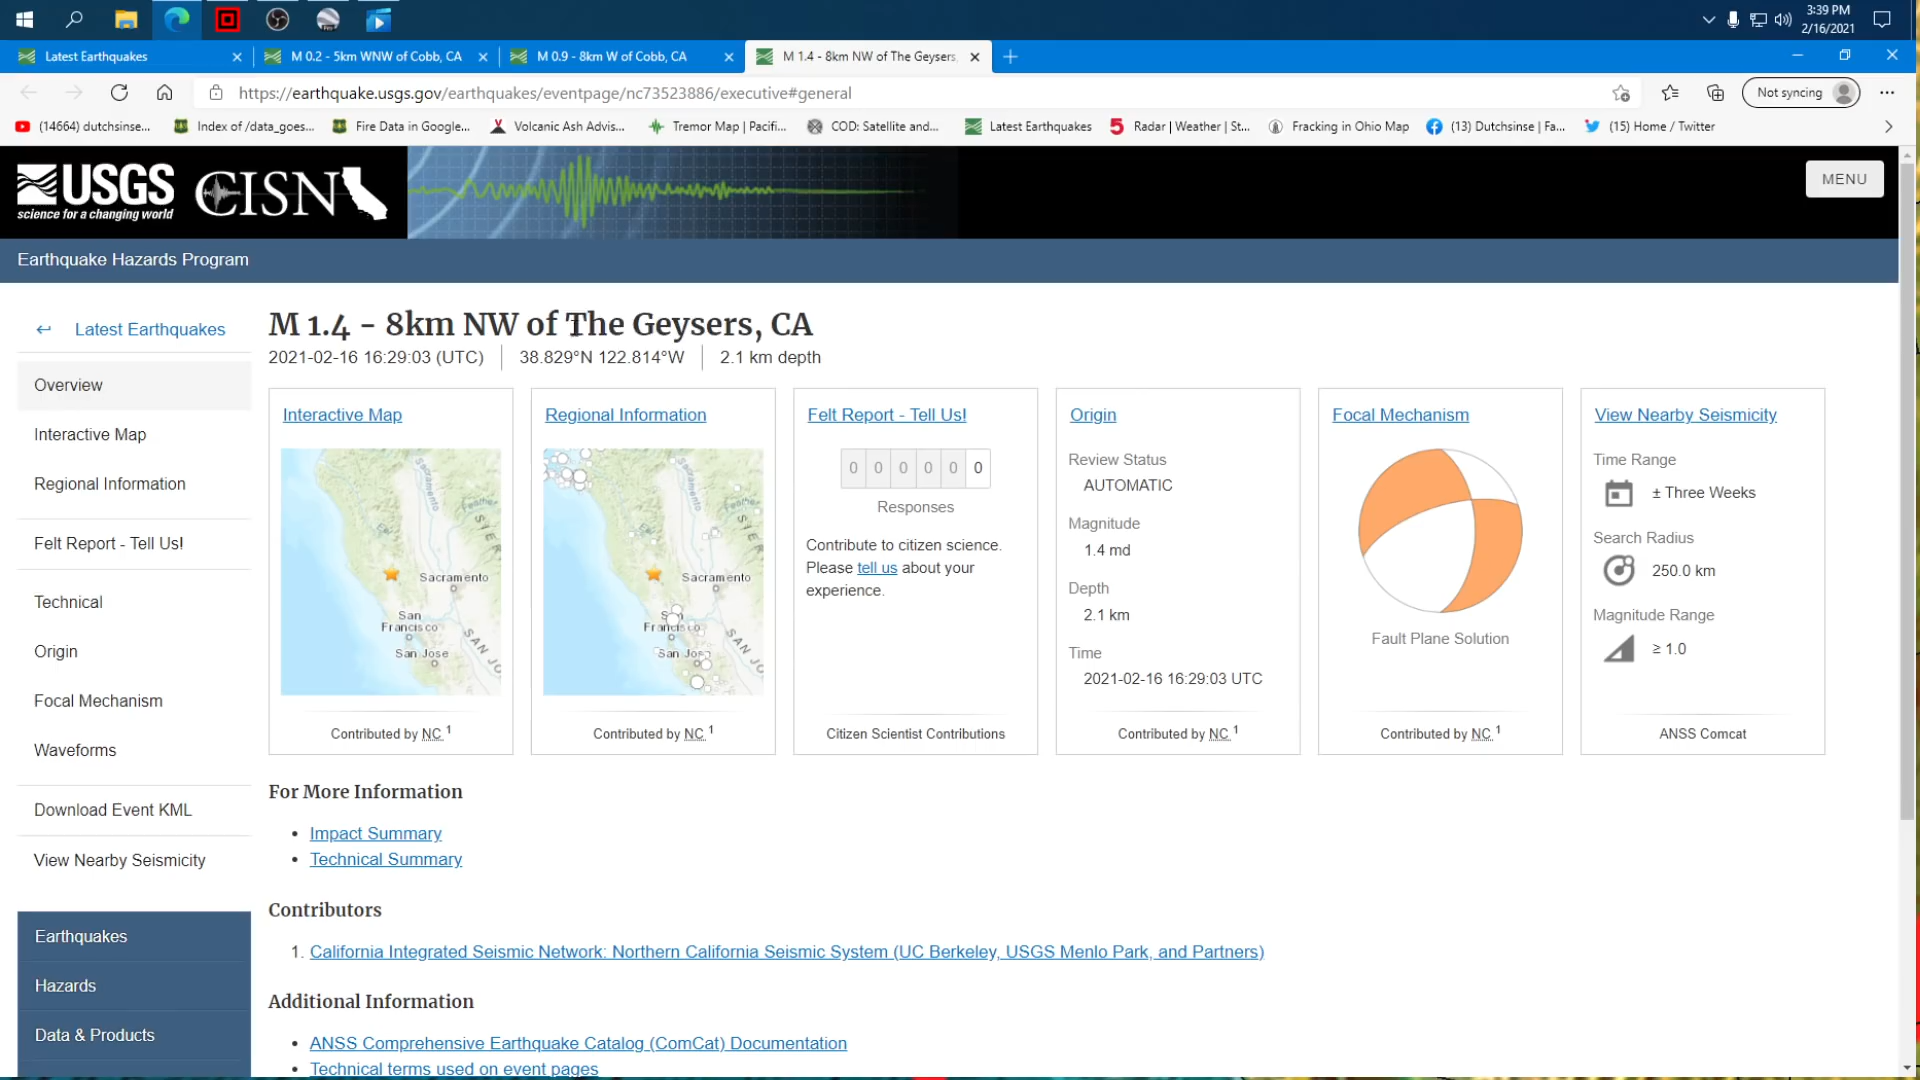 3:39 PM
2/16/2021
Latest Earthquakes
M 0.2 - 5km WNW of Cobb, CA
M 0.9 - 8km W of Cobb, CA
M 1.4 - 8km NW of The Geysers,
https://earthquake.usgs.gov/earthquakes/eventpage/nc73523886/executive#general
Not syncing
(14664) dutchsinse...
Index of /data_goes...
Fire Data in Google...
Volcanic Ash Advis...
Tremor Map | Pacifi...
COD: Satellite and...
Latest Earthquakes
Radar | Weather | St...
Fracking in Ohio Map
(13) Dutchsinse | Fa...
(15) Home / Twitter
USGS
science for a changing world
CISN
MENU
Earthquake Hazards Program
Latest Earthquakes
Overview
Interactive Map
Regional Information
Felt Report - Tell Us!
Technical
Origin
Focal Mechanism
Waveforms
Download Event KML
View Nearby Seismicity
Earthquakes
Hazards
Data & Products
M 1.4 - 8km NW of The Geysers, CA
2021-02-16 16:29:03 (UTC)
38.829°N 122.814°W
2.1 km depth
Interactive Map
Sacramento
Sacramento
San
Francisco
San Jose
Contributed by NC 1
Regional Information
Sacramento
Sacramento
Contributed by NC 1
Felt Report - Tell Us!
0 0 0 0 0 0
Responses
Contribute to citizen science.
Please tell us about your
experience.
Citizen Scientist Contributions
Origin
Review Status
AUTOMATIC
Magnitude
1.4 md
Depth
2.1 km
Time
2021-02-16 16:29:03 UTC
Contributed by NC 1
Focal Mechanism
Fault Plane Solution
Contributed by NC 1
View Nearby Seismicity
Time Range
± Three Weeks
Search Radius
250.0 km
Magnitude Range
≥ 1.0
ANSS Comcat
For More Information
Impact Summary
Technical Summary
Contributors
1. California Integrated Seismic Network: Northern California Seismic System (UC Berkeley, USGS Menlo Park, and Partners)
Additional Information
ANSS Comprehensive Earthquake Catalog (ComCat) Documentation
Technical terms used on event pages